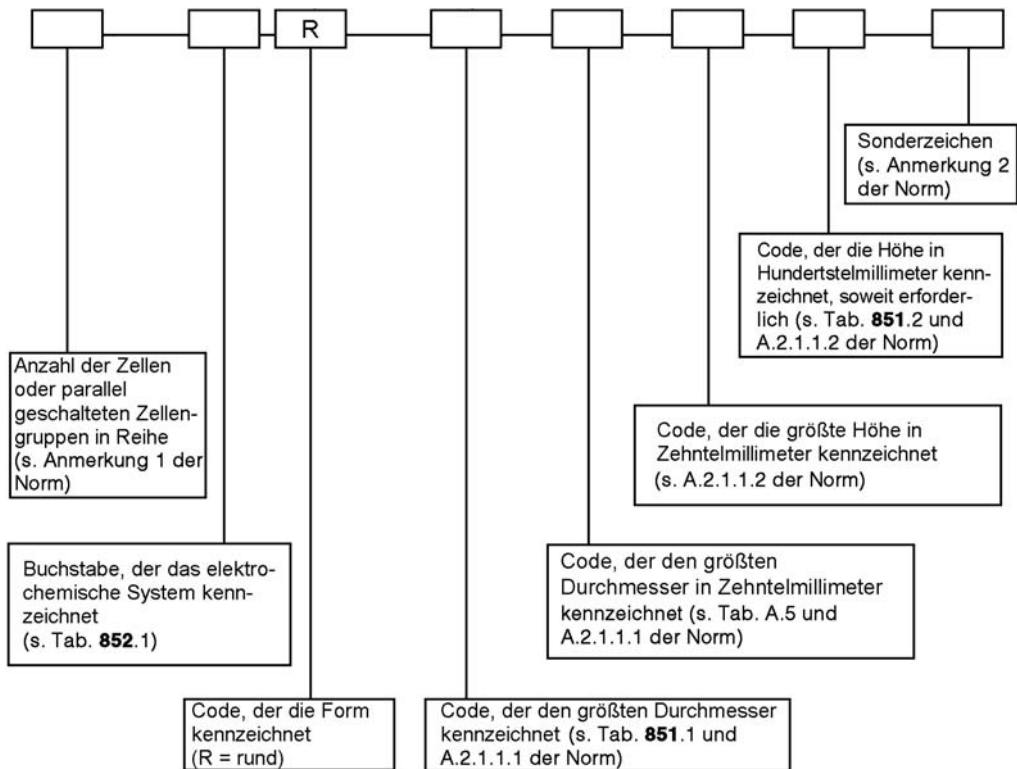 R
Sonderzeichen
(s. Anmerkung 2
der Norm)
Code, der die Höhe in
Hundertstelmillimeter kenn-
zeichnet, soweit erforder-
lich (s. Tab. 851.2 und
A.2.1.1.2 der Norm)
Anzahl der Zellen
oder parallel
geschalteten Zellen-
gruppen in Reihe
(s. Anmerkung 1 der
Norm)
Code, der die größte Höhe in
Zehntelmillimeter kennzeichnet
(s. A.2.1.1.2 der Norm)
Buchstabe, der das elektro-
chemische System kenn-
zeichnet
(s. Tab. 852.1)
Code, der den größten
Durchmesser in Zehntelmillimeter
kennzeichnet (s. Tab. A.5 und
A.2.1.1.1 der Norm)
Code, der die Form
kennzeichnet
(R = rund)
Code, der den größten Durchmesser
kennzeichnet (s. Tab. 851.1 und
A.2.1.1.1 der Norm)